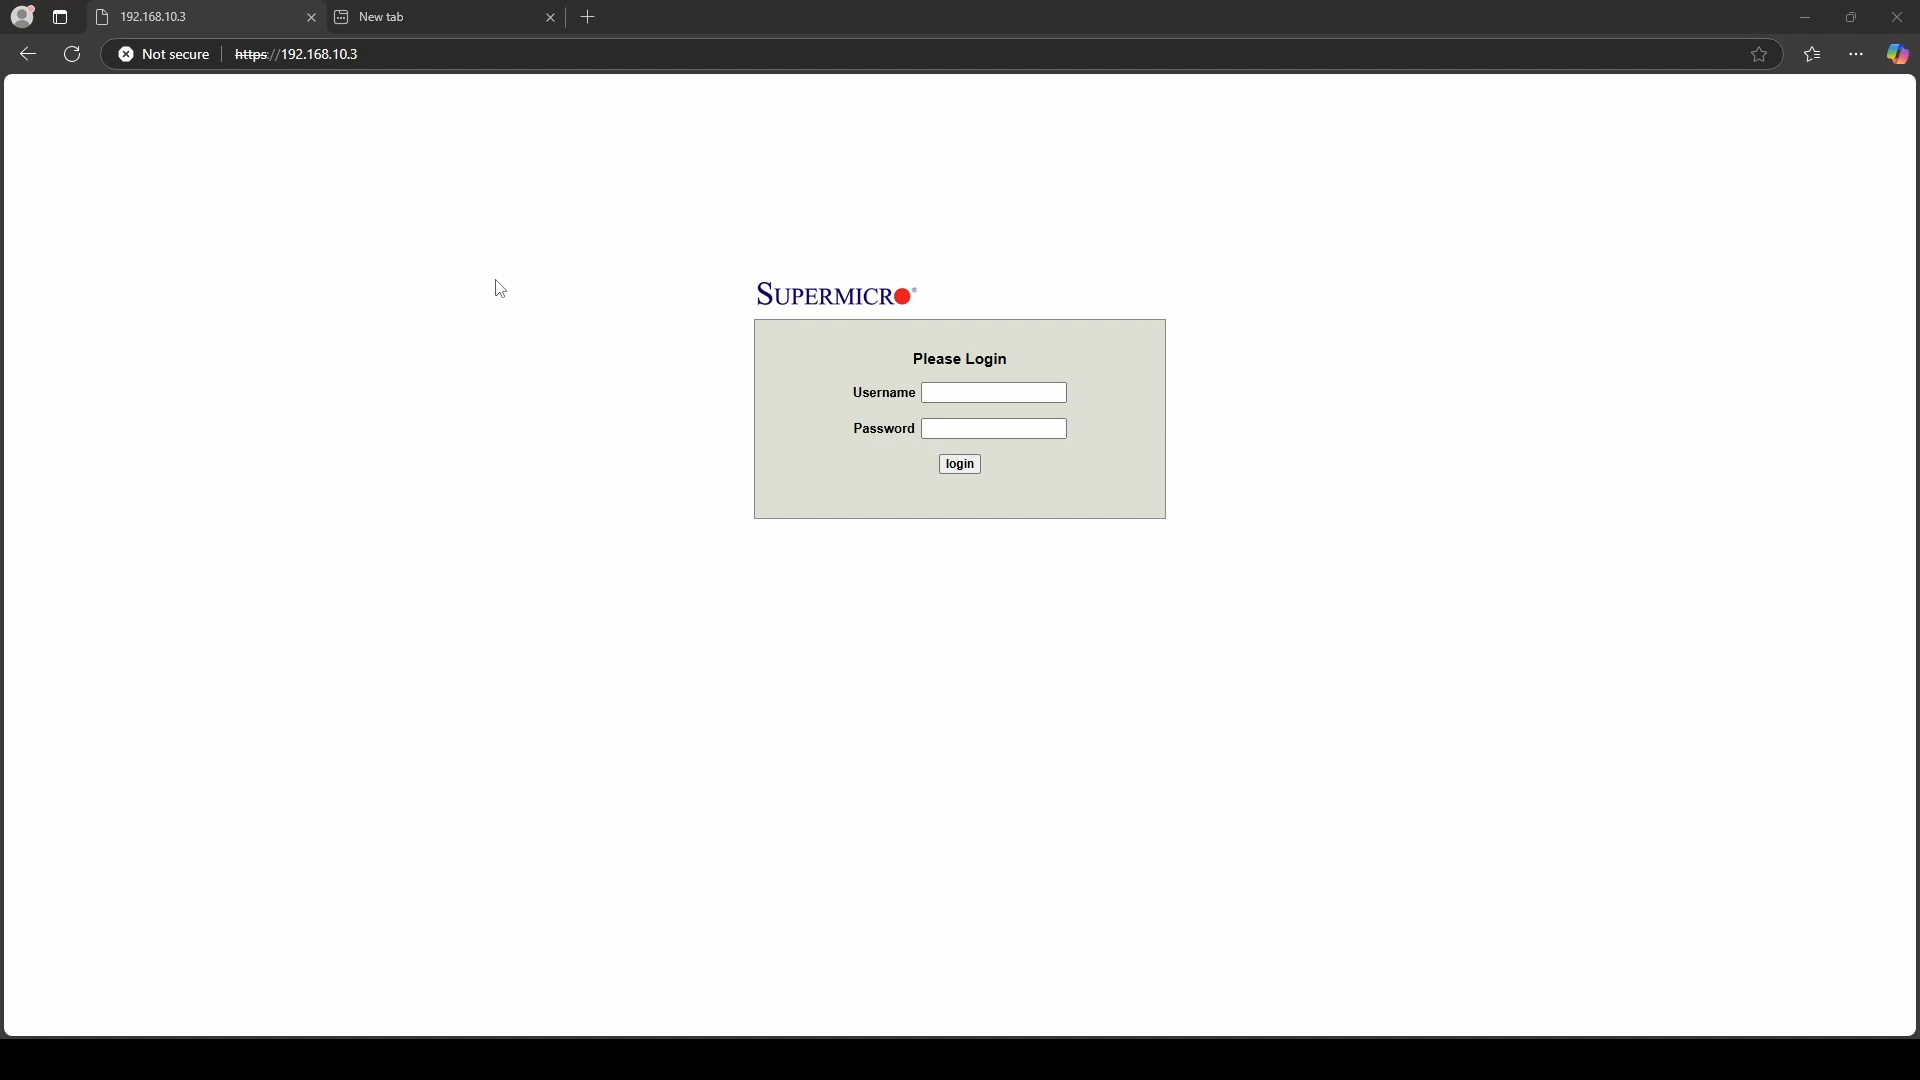 192.168.10.3
New tab
Not secure
https://192.168.10.3
SUPERMICRO®
Please Login
Username
Password
login